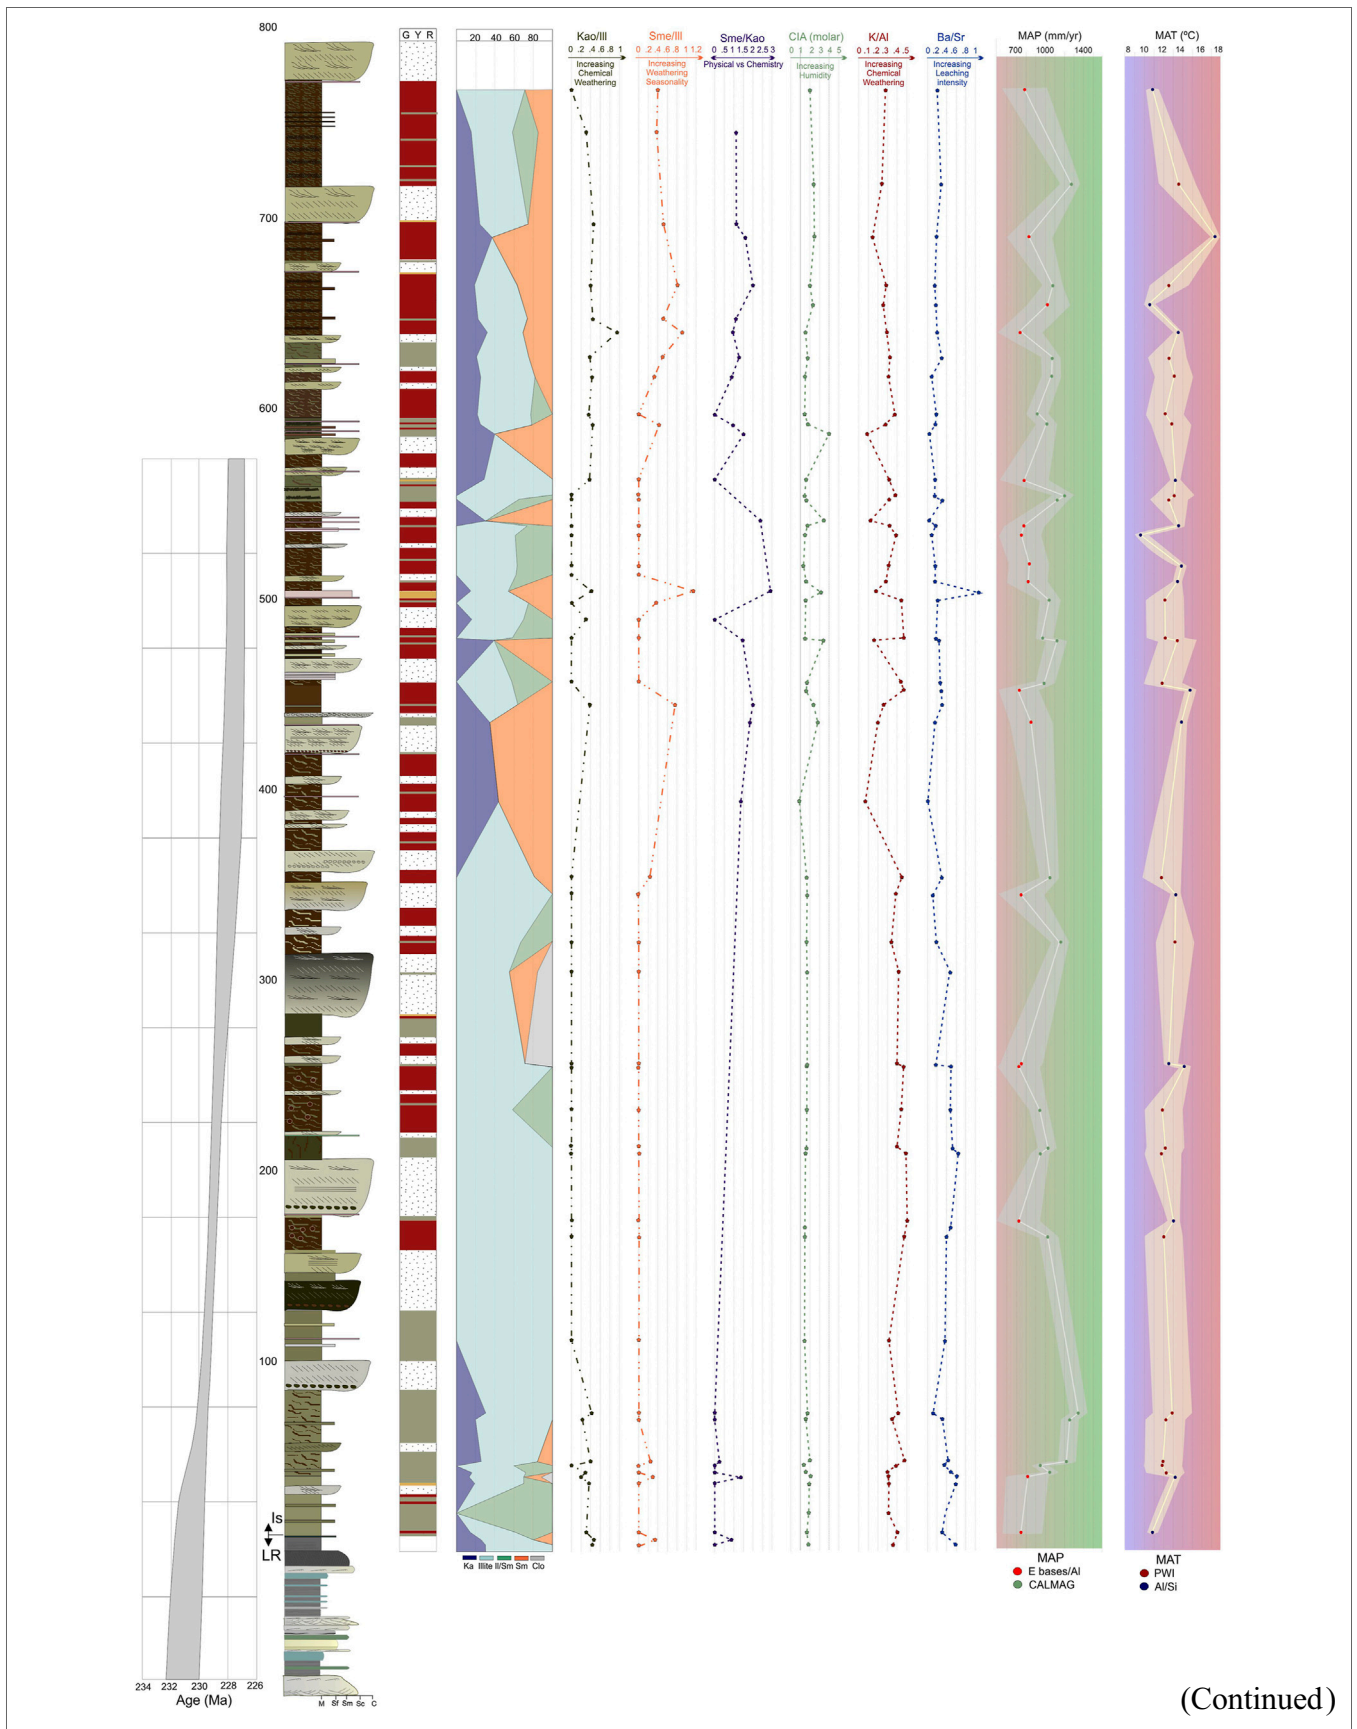 800
700
600
500
400
300
200
100
Is
LR
234 232 230 228 226
Age (Ma)
M Sf Sm Sc C
G Y R
20 40 60 80
Ka Illite Il/Sm Sm Clo
Kao/Ill
0 .2 .4 .6 .8 1
Increasing
Chemical
Weathering
Sme/Ill
0 .2 .4 .6 .8 1 1.2
Increasing
Weathering
Seasonality
Sme/Kao
0 .5 1 1.5 2 2.5 3
Physical vs Chemistry
CIA (molar)
0 1 2 3 4 5
Increasing
Humidity
K/Al
0 .1 .2 .3 .4 .5
Increasing
Chemical
Weathering
Ba/Sr
0 .2 .4 .6 .8 1
Increasing
Leaching
intensity
MAP (mm/yr)
700 1000 1400
MAT (ºC)
8 10 12 14 16 18
MAP
E bases/Al
CALMAG
MAT
PWI
Al/Si
(Continued)